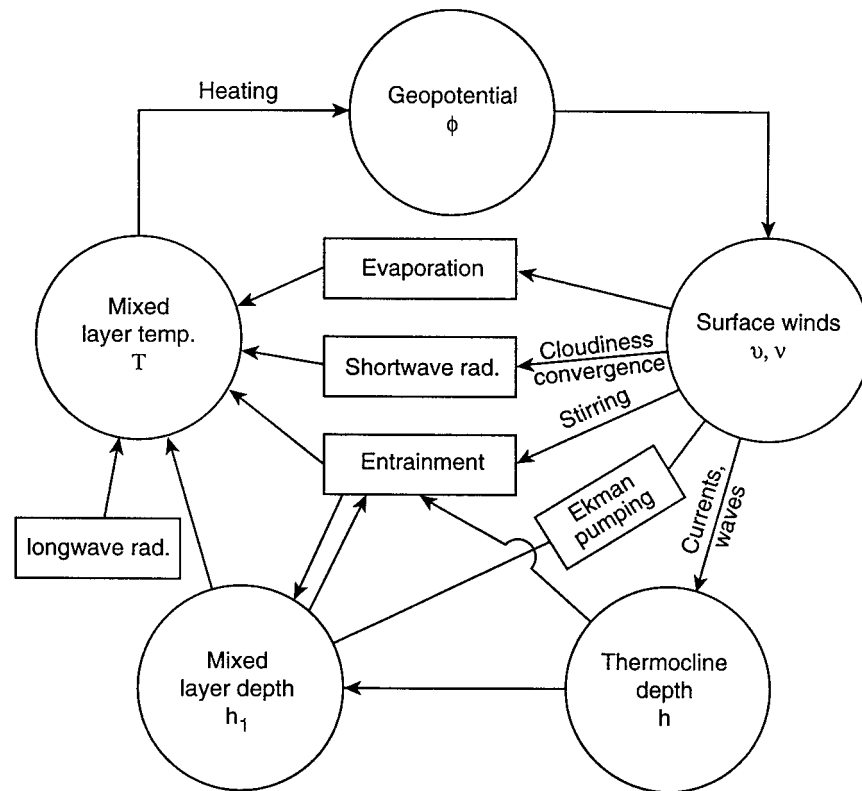 Heating
Geopotential
ϕ
Evaporation
Mixed
layer temp.
T
Surface winds
υ, ν
Cloudiness
convergence
Shortwave rad.
Stirring
Entrainment
Ekman
pumping
Currents,
waves
longwave rad.
Mixed
layer depth
h₁
Thermocline
depth
h